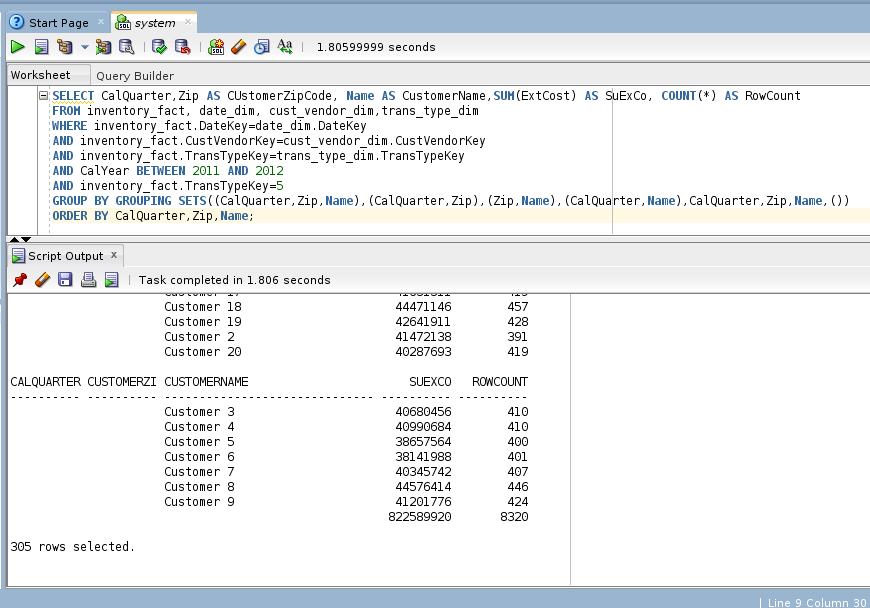 Start Page
system
1.80599999 seconds
Worksheet
Query Builder
SELECT CalQuarter,Zip AS CUstomerZipCode, Name AS CustomerName,SUM(ExtCost) AS SuExCo, COUNT(*) AS RowCount
FROM inventory_fact, date_dim, cust_vendor_dim,trans_type_dim
WHERE inventory_fact.DateKey=date_dim.DateKey
AND inventory_fact.CustVendorKey=cust_vendor_dim.CustVendorKey
AND inventory_fact.TransTypeKey=trans_type_dim.TransTypeKey
AND CalYear BETWEEN 2011 AND 2012
AND inventory_fact.TransTypeKey=5
GROUP BY GROUPING SETS((CalQuarter,Zip,Name),(CalQuarter,Zip),(Zip,Name),(CalQuarter,Name),CalQuarter,Zip,Name,())
ORDER BY CalQuarter,Zip,Name;
Script Output
Task completed in 1.806 seconds
Customer 18 44471146 457
Customer 19 42641911 428
Customer 2 41472138 391
Customer 20 40287693 419
CALQUARTER CUSTOMERZI CUSTOMERNAME SUEXCO ROWCOUNT
---------- ---------- ------------------------------ ---------- ----------
Customer 3 40680456 410
Customer 4 40990684 410
Customer 5 38657564 400
Customer 6 38141988 401
Customer 7 40345742 407
Customer 8 44576414 446
Customer 9 41201776 424
822589920 8320
305 rows selected.
Line 9 Column 30